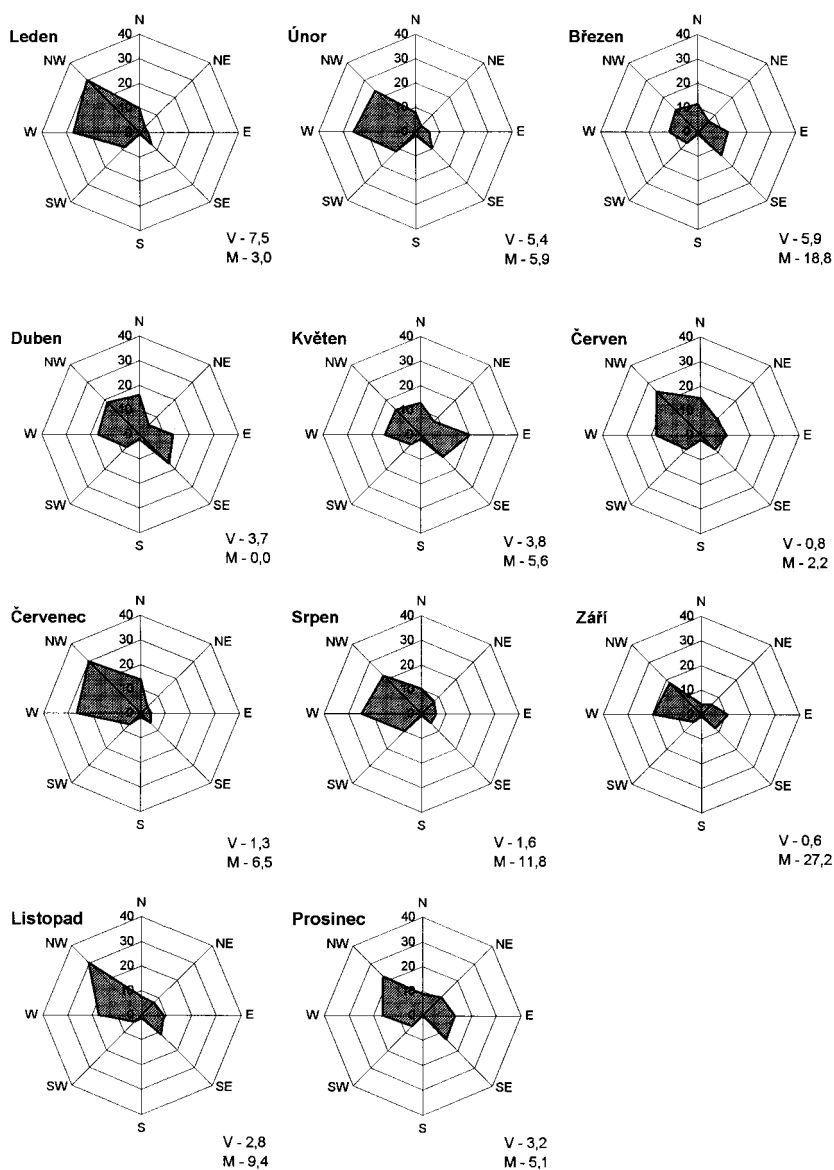 Leden
N
40
30
20
10
0
NW
NE
W
E
SW
SE
S
V - 7,5
M - 3,0
Únor
N
40
30
20
10
0
NW
NE
W
E
SW
SE
S
V - 5,4
M - 5,9
Březen
N
40
30
20
10
0
NW
NE
W
E
SW
SE
S
V - 5,9
M - 18,8
Duben
N
40
30
20
10
0
NW
NE
W
E
SW
SE
S
V - 3,7
M - 0,0
Květen
N
40
30
20
10
0
NW
NE
W
E
SW
SE
S
V - 3,8
M - 5,6
Červen
N
40
30
20
10
0
NW
NE
W
E
SW
SE
S
V - 0,8
M - 2,2
Červenec
N
40
30
20
10
0
NW
NE
W
E
SW
SE
S
V - 1,3
M - 6,5
Srpen
N
40
30
20
10
0
NW
NE
W
E
SW
SE
S
V - 1,6
M - 11,8
Září
N
40
30
20
10
0
NW
NE
W
E
SW
SE
S
V - 0,6
M - 27,2
Listopad
N
40
30
20
10
0
NW
NE
W
E
SW
SE
S
V - 2,8
M - 9,4
Prosinec
N
40
30
20
10
0
NW
NE
W
E
SW
SE
S
V - 3,2
M - 5,1